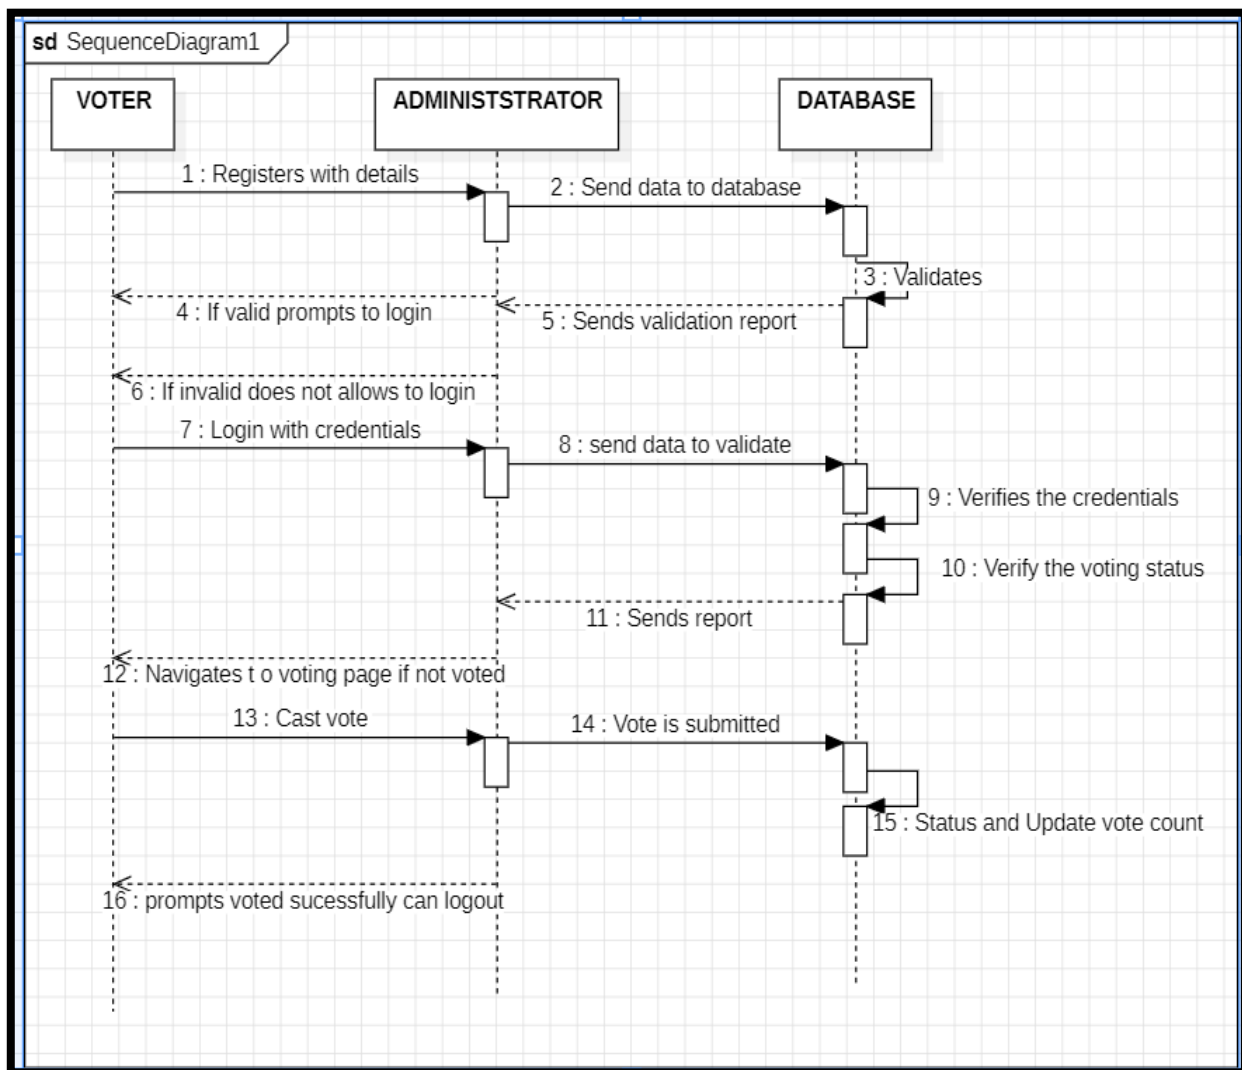 sd SequenceDiagram1
VOTER
ADMINISTSTRATOR
DATABASE
1 : Registers with details
2 : Send data to database
3 : Validates
4 : If valid prompts to login
5 : Sends validation report
6 : If invalid does not allows to login
7 : Login with credentials
8 : send data to validate
9 : Verifies the credentials
10 : Verify the voting status
11 : Sends report
12 : Navigates t o voting page if not voted
13 : Cast vote
14 : Vote is submitted
15 : Status and Update vote count
16 : prompts voted sucessfully can logout